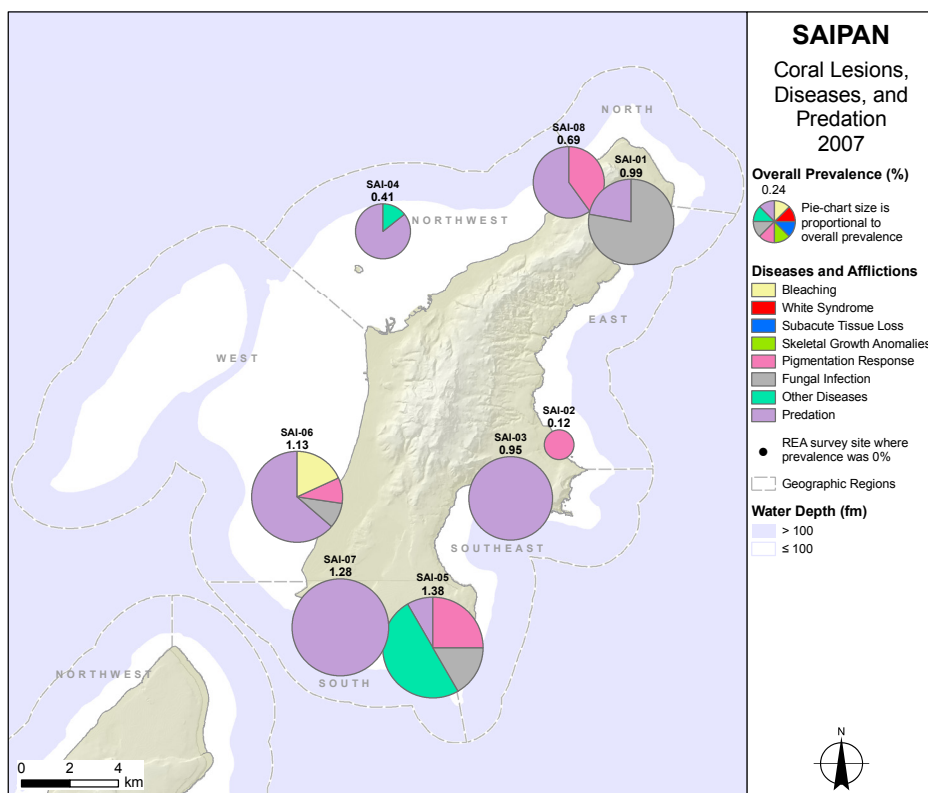 SAIPAN
Coral Lesions,
Diseases, and
Predation
2007
Overall Prevalence (%)
0.24
Pie-chart size is
proportional to
overall prevalence
Diseases and Afflictions
Bleaching
White Syndrome
Subacute Tissue Loss
Skeletal Growth Anomalies
Pigmentation Response
Fungal Infection
Other Diseases
Predation
REA survey site where
prevalence was 0%
Geographic Regions
Water Depth (fm)
> 100
≤ 100
N
NORTH
SAI-08
0.69
SAI-01
0.99
SAI-04
0.41
NORTHWEST
EAST
WEST
SAI-02
0.12
SAI-03
0.95
SAI-06
1.13
SOUTHEAST
SAI-07
1.28
SAI-05
1.38
SOUTH
NORTHWEST
0 2 4
km